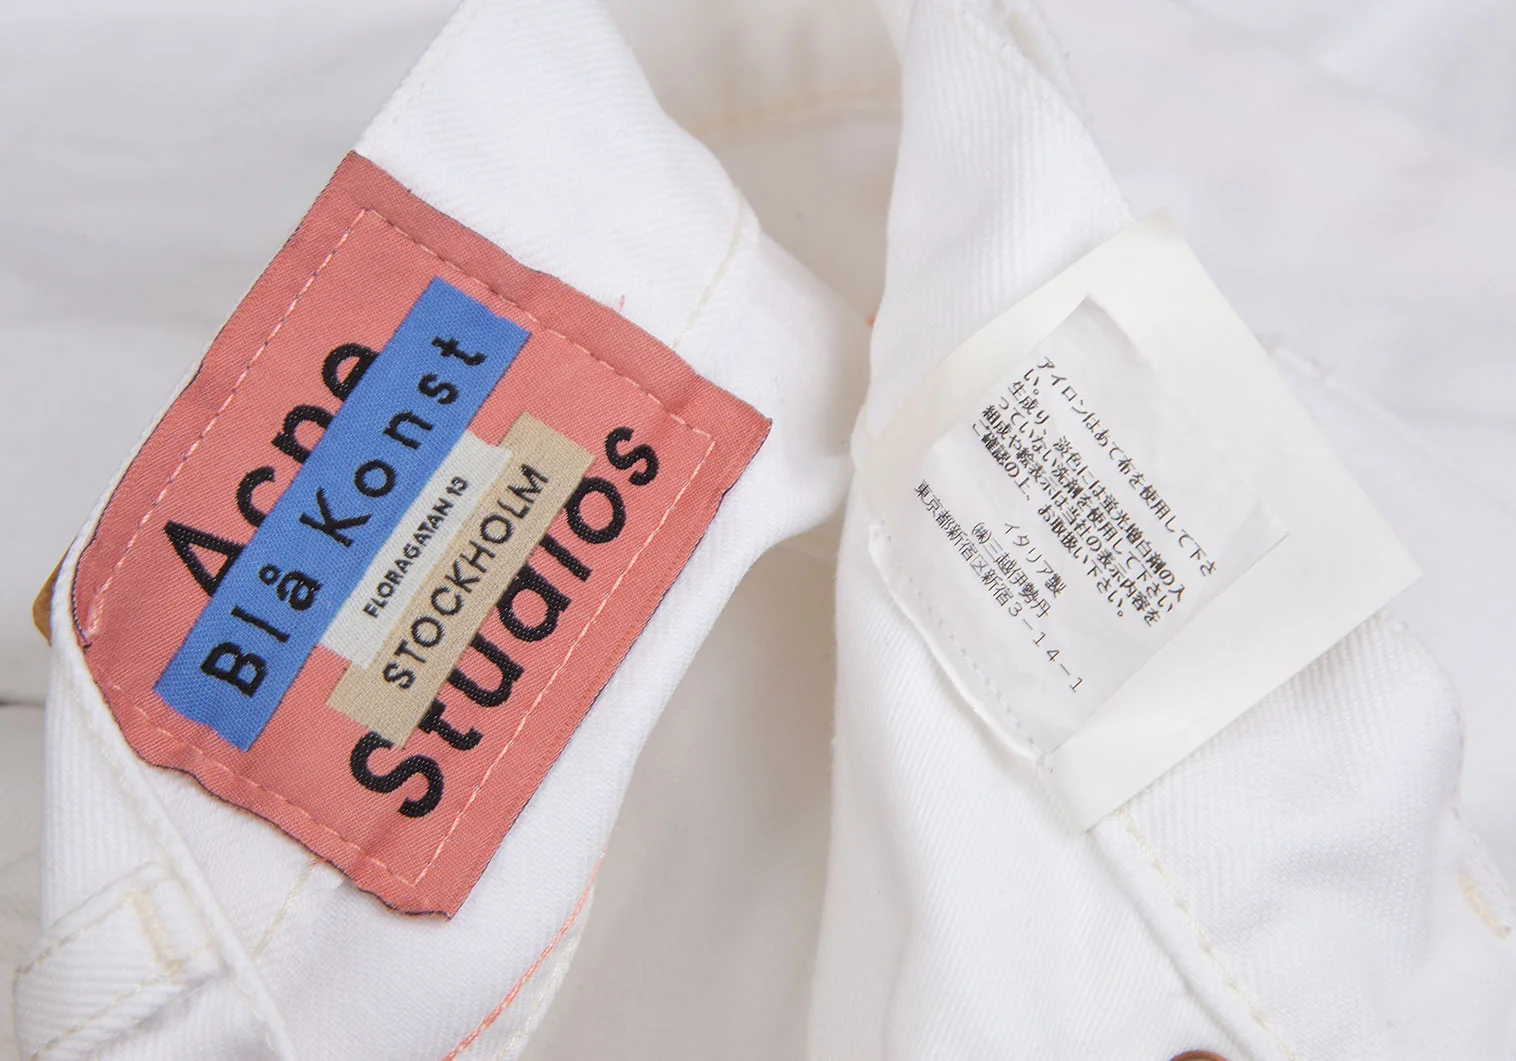 Acne
Blå Konst
FLORAGATAN 13
STOCKHOLM
Studios
アイロンはあて布を使用して下さ
い。
生成り、淡色には蛍光増白剤の入
っていない洗剤を使用して下さい
組成や絵表示は当社の表示内容を
ご確認の上、お取扱い下さい。
イタリア製
㈱三越伊勢丹
東京都新宿区新宿3-14-1